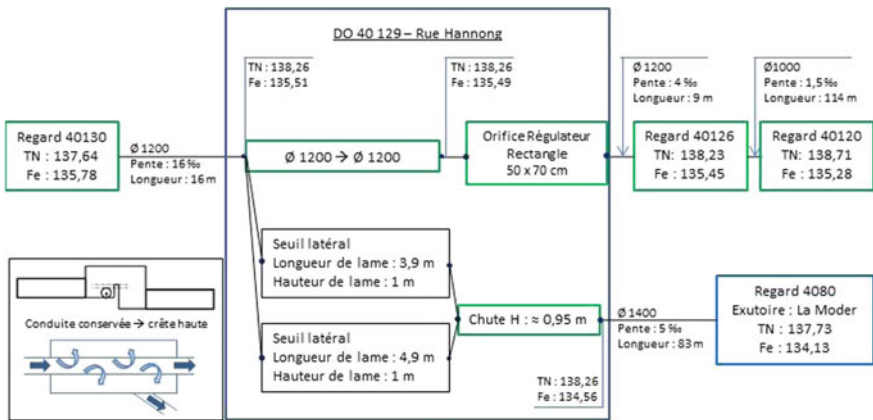 DO 40 129 – Rue Hannong
TN : 138,26
Fe : 135,51
TN : 138,26
Fe : 135,49
Ø 1200
Pente : 4 ‰
Longueur : 9 m
Ø1000
Pente : 1,5‰
Longueur : 114 m
Regard 40130
TN : 137,64
Fe : 135,78
Ø 1200
Pente : 16‰
Longueur : 16 m
Ø 1200 → Ø 1200
Orifice Régulateur
Rectangle
50 x 70 cm
Regard 40126
TN: 138,23
Fe : 135,45
Regard 40120
TN : 138,71
Fe : 135,28
Seuil latéral
Longueur de lame : 3,9 m
Hauteur de lame : 1 m
Seuil latéral
Longueur de lame : 4,9 m
Hauteur de lame : 1 m
Chute H : ≈ 0,95 m
Ø 1400
Pente : 5 ‰
Longueur : 83 m
Regard 4080
Exutoire : La Moder
TN : 137,73
Fe : 134,13
TN : 138,26
Fe : 134,56
Conduite conservée → crête haute